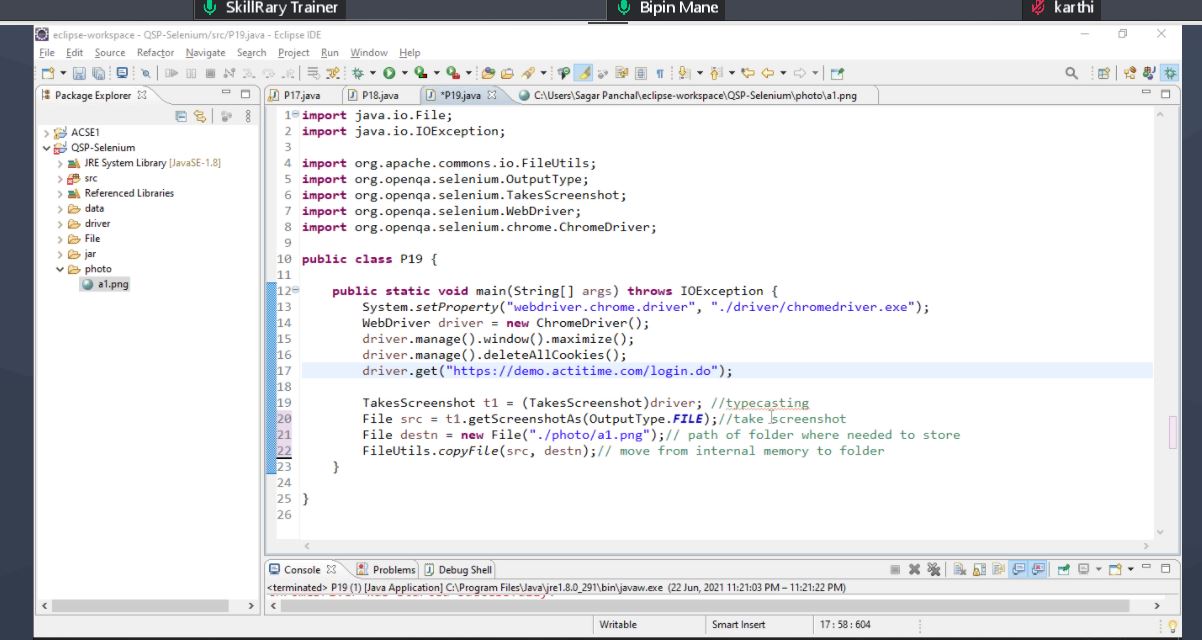 SkillRary Trainer
Bipin Mane
karthi
eclipse-workspace - QSP-Selenium/src/P19.java - Eclipse IDE
File Edit Source Refactor Navigate Search Project Run Window Help
Package Explorer
P17.java
P18.java
*P19.java
C:\Users\Sagar Panchal\eclipse-workspace\QSP-Selenium\photo\a1.png
ACSE1
QSP-Selenium
JRE System Library [JavaSE-1.8]
src
Referenced Libraries
data
driver
File
jar
photo
a1.png
1 import java.io.File;
2 import java.io.IOException;
3
4 import org.apache.commons.io.FileUtils;
5 import org.openqa.selenium.OutputType;
6 import org.openqa.selenium.TakesScreenshot;
7 import org.openqa.selenium.WebDriver;
8 import org.openqa.selenium.chrome.ChromeDriver;
9
10 public class P19 {
11
12 public static void main(String[] args) throws IOException {
13 System.setProperty("webdriver.chrome.driver", "./driver/chromedriver.exe");
14 WebDriver driver = new ChromeDriver();
15 driver.manage().window().maximize();
16 driver.manage().deleteAllCookies();
17 driver.get("https://demo.actitime.com/login.do");
18
19 TakesScreenshot t1 = (TakesScreenshot)driver; //typecasting
20 File src = t1.getScreenshotAs(OutputType.FILE);//take screenshot
21 File destn = new File("./photo/a1.png");// path of folder where needed to store
22 FileUtils.copyFile(src, destn);// move from internal memory to folder
23 }
24
25 }
26
Console
Problems
Debug Shell
<terminated> P19 (1) [Java Application] C:\Program Files\Java\jre1.8.0_291\bin\javaw.exe (22 Jun, 2021 11:21:03 PM – 11:21:22 PM)
Writable
Smart Insert
17 : 58 : 604